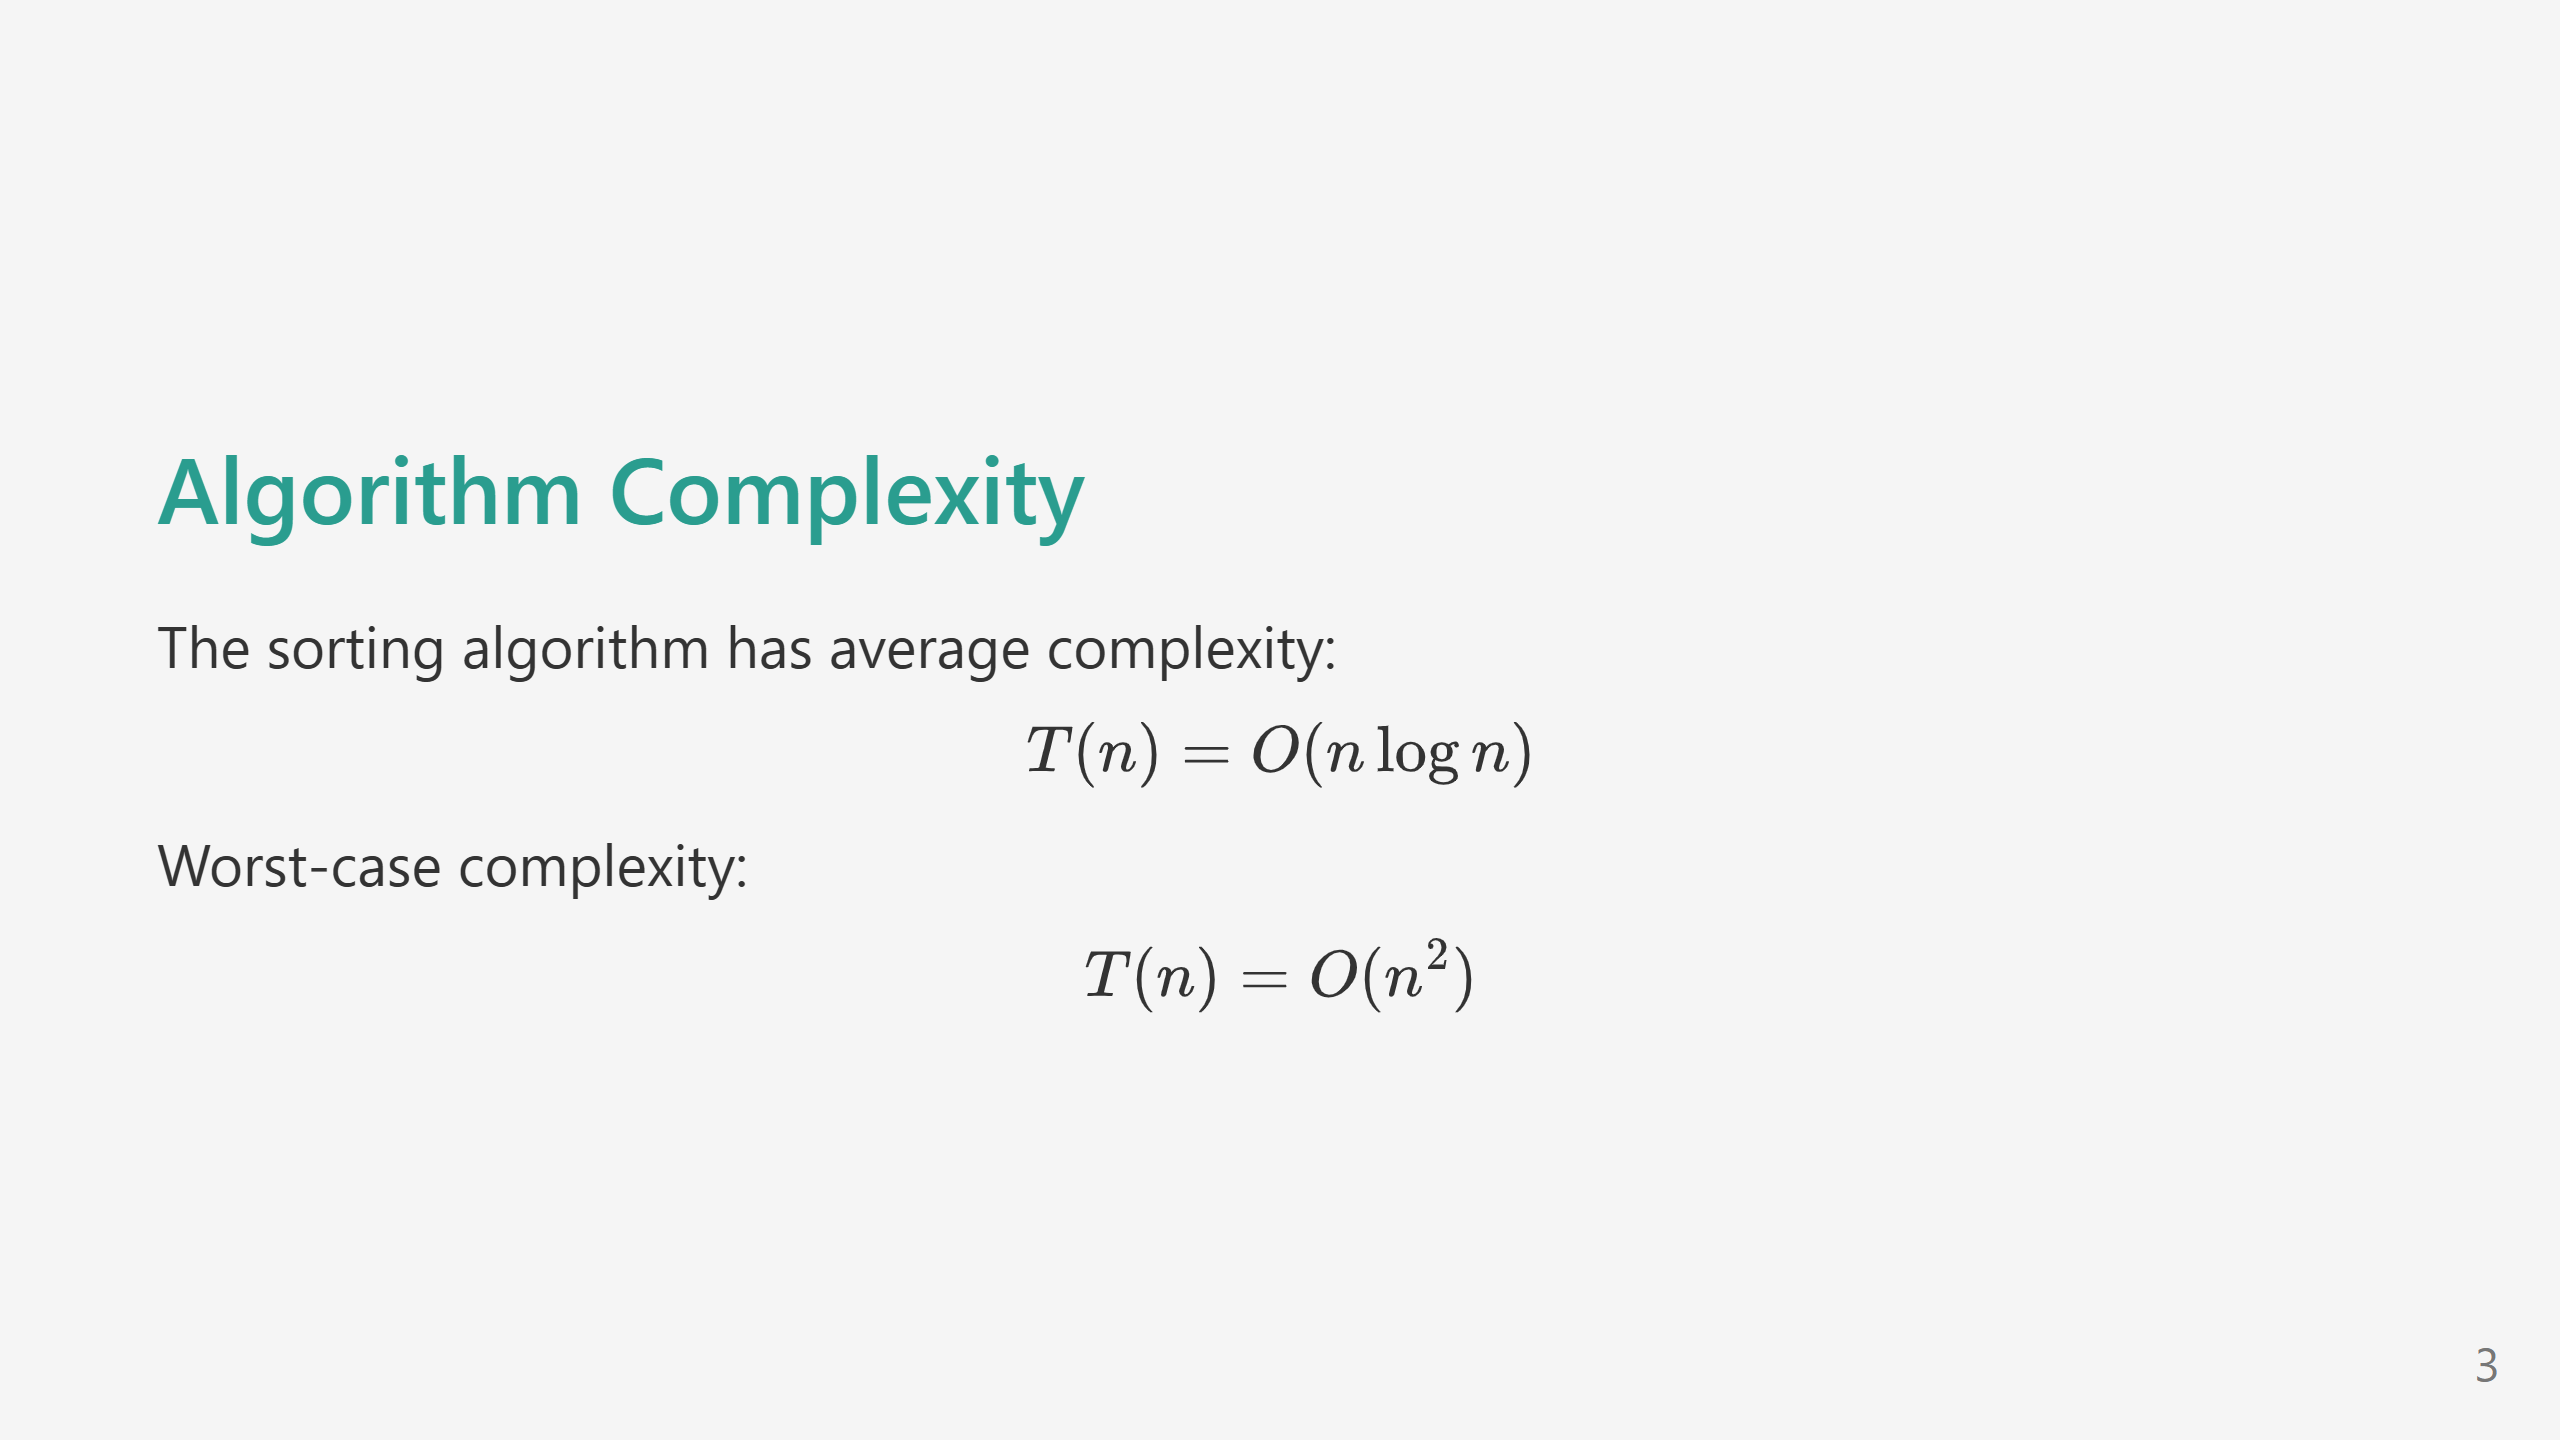 Algorithm Complexity
The sorting algorithm has average complexity:
T(n) = O(n log n)
Worst-case complexity:
T(n) = O(n²)
3